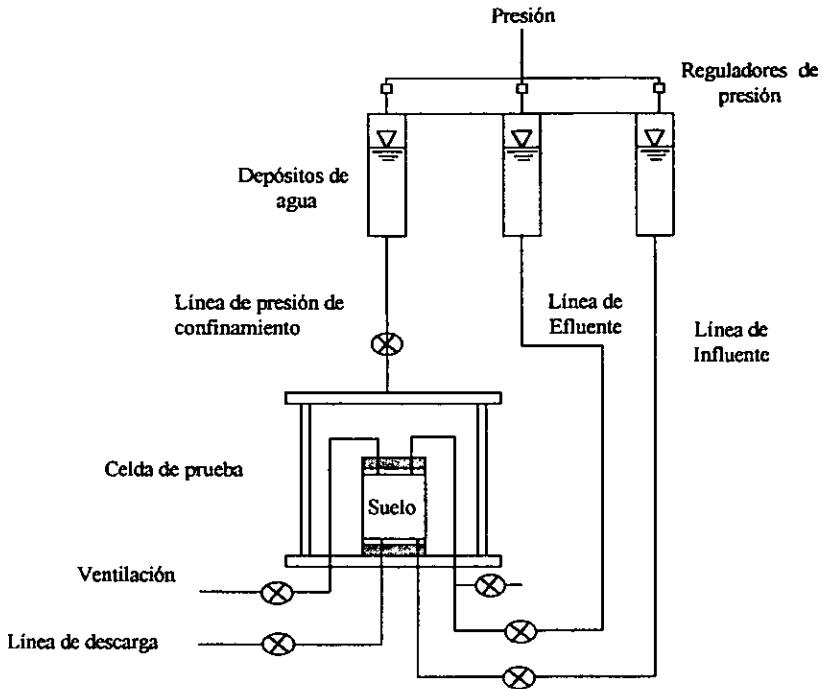 Presión
Reguladores de
presión
Depósitos de
agua
Línea de presión de
confinamiento
Línea de
Efluente
Línea de
Influente
Celda de prueba
Suelo
Ventilación
Línea de descarga